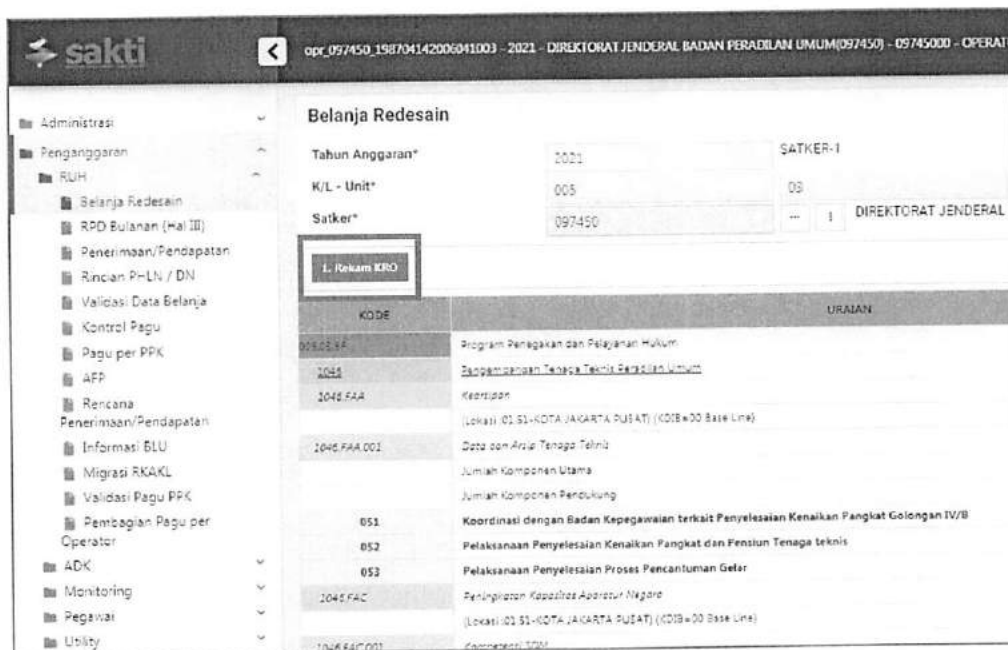 sakti
opr_097450_198704142006041003 - 2021 - DIREKTORAT JENDERAL BADAN PERADILAN UMUM(097450) - 09745000 - OPERAT
Administrasi
Penganggaran
RUH
Belanja Redesain
RPD Bulanan (Hal III)
Penerimaan/Pendapatan
Rincian PHLN / DN
Validasi Data Belanja
Kontrol Pagu
Pagu per PPK
AFP
Rencana
Penerimaan/Pendapatan
Informasi BLU
Migrasi RKAKL
Validasi Pagu PPK
Pembagian Pagu per
Operator
ADK
Monitoring
Pegawai
Utility
Belanja Redesain
Tahun Anggaran* 2021 SATKER-1
K/L - Unit* 005 03
Satker* 097450 ... DIREKTORAT JENDERAL
1. Rekam KRO
KODE URAIAN
Program Penegakan dan Pelayanan Hukum
1046 Pengembangan Tenaga Teknis Peradilan Umum
1046.FAA Kearsipan
(Lokasi :01.51-KOTA JAKARTA PUSAT) (KDIB=00 Base Line)
1046.FAA.001 Data dan Arsip Tenaga Teknis
Jumlah Komponen Utama
Jumlah Komponen Pendukung
051 Koordinasi dengan Badan Kepegawaian terkait Penyelesaian Kenaikan Pangkat Golongan IV/B
052 Pelaksanaan Penyelesaian Kenaikan Pangkat dan Pensiun Tenaga teknis
053 Pelaksanaan Penyelesaian Proses Pencantuman Gelar
1046.FAC Peningkatan Kapasitas Aparatur Negara
(Lokasi :01.51-KOTA JAKARTA PUSAT) (KDIB=00 Base Line)
1046.FAC.001 Kompetensi SDM